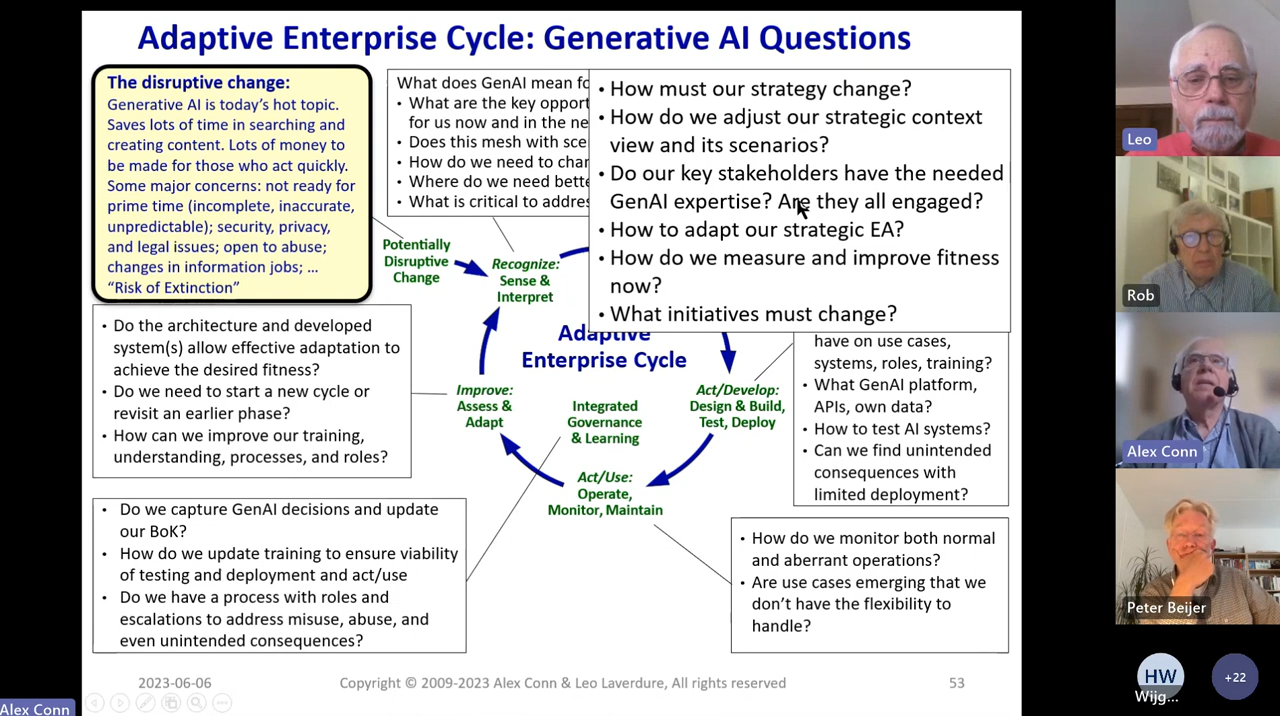 Adaptive Enterprise Cycle: Generative AI Questions
The disruptive change:
Generative AI is today's hot topic.
Saves lots of time in searching and
creating content. Lots of money to
be made for those who act quickly.
Some major concerns: not ready for
prime time (incomplete, inaccurate,
unpredictable); security, privacy,
and legal issues; open to abuse;
changes in information jobs; ...
"Risk of Extinction"
What does GenAI mean
• What are the key
for us now and in the
• Does this mesh with
• How do we need to
• Where do we need
• What is critical to
• How must our strategy change?
• How do we adjust our strategic context
view and its scenarios?
• Do our key stakeholders have the needed
GenAI expertise? Are they all engaged?
• How to adapt our strategic EA?
• How do we measure and improve fitness
now?
• What initiatives must change?
Potentially
Disruptive
Change
Recognize:
Sense &
Interpret
Adaptive
Enterprise Cycle
Integrated
Governance
& Learning
Improve:
Assess &
Adapt
Act/Develop:
Design & Build,
Test, Deploy
Act/Use:
Operate,
Monitor, Maintain
• Do the architecture and developed
system(s) allow effective adaptation to
achieve the desired fitness?
• Do we need to start a new cycle or
revisit an earlier phase?
• How can we improve our training,
understanding, processes, and roles?
have on use cases,
systems, roles, training?
• What GenAI platform,
APIs, own data?
• How to test AI systems?
• Can we find unintended
consequences with
limited deployment?
• Do we capture GenAI decisions and update
our BoK?
• How do we update training to ensure viability
of testing and deployment and act/use
• Do we have a process with roles and
escalations to address misuse, abuse, and
even unintended consequences?
• How do we monitor both normal
and aberrant operations?
• Are use cases emerging that we
don't have the flexibility to
handle?
2023-06-06
Copyright © 2009-2023 Alex Conn & Leo Laverdure, All rights reserved
53
Alex Conn
Leo
Rob
Alex Conn
Peter Beijer
HW
Wijg...
+22